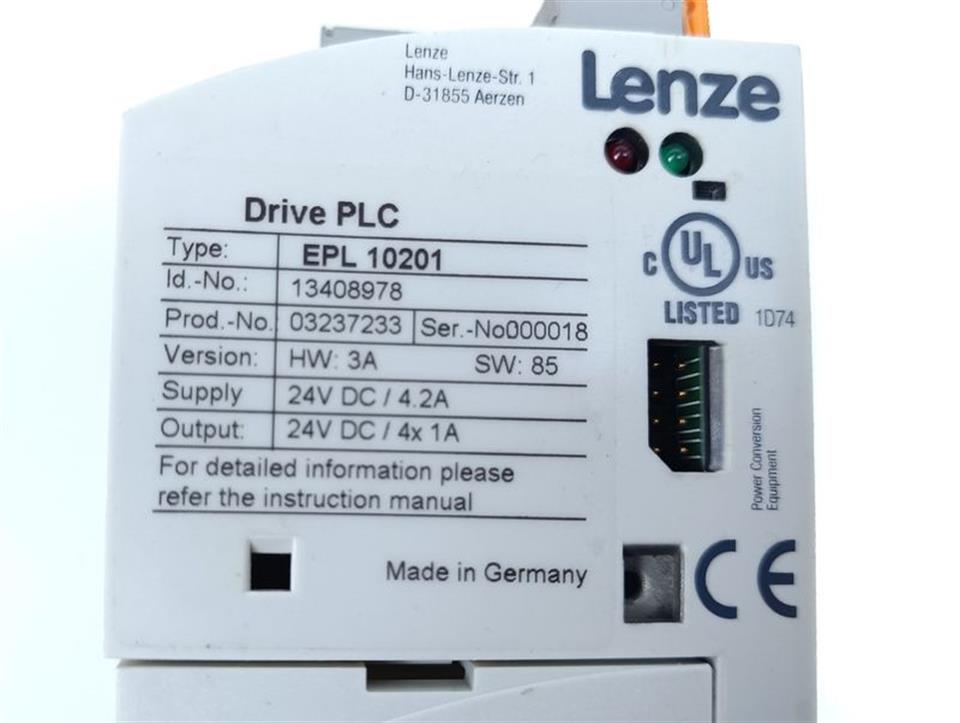 Lenze
Hans-Lenze-Str. 1
D-31855 Aerzen
Lenze
Drive PLC
Type: EPL 10201
Id.-No.: 13408978
Prod.-No. 03237233 Ser.-No.000018
Version: HW: 3A SW: 85
Supply 24V DC / 4.2A
Output: 24V DC / 4x 1A
For detailed information please
refer the instruction manual
Made in Germany
C UL US
LISTED 1D74
Power Conversion
Equipment
CE